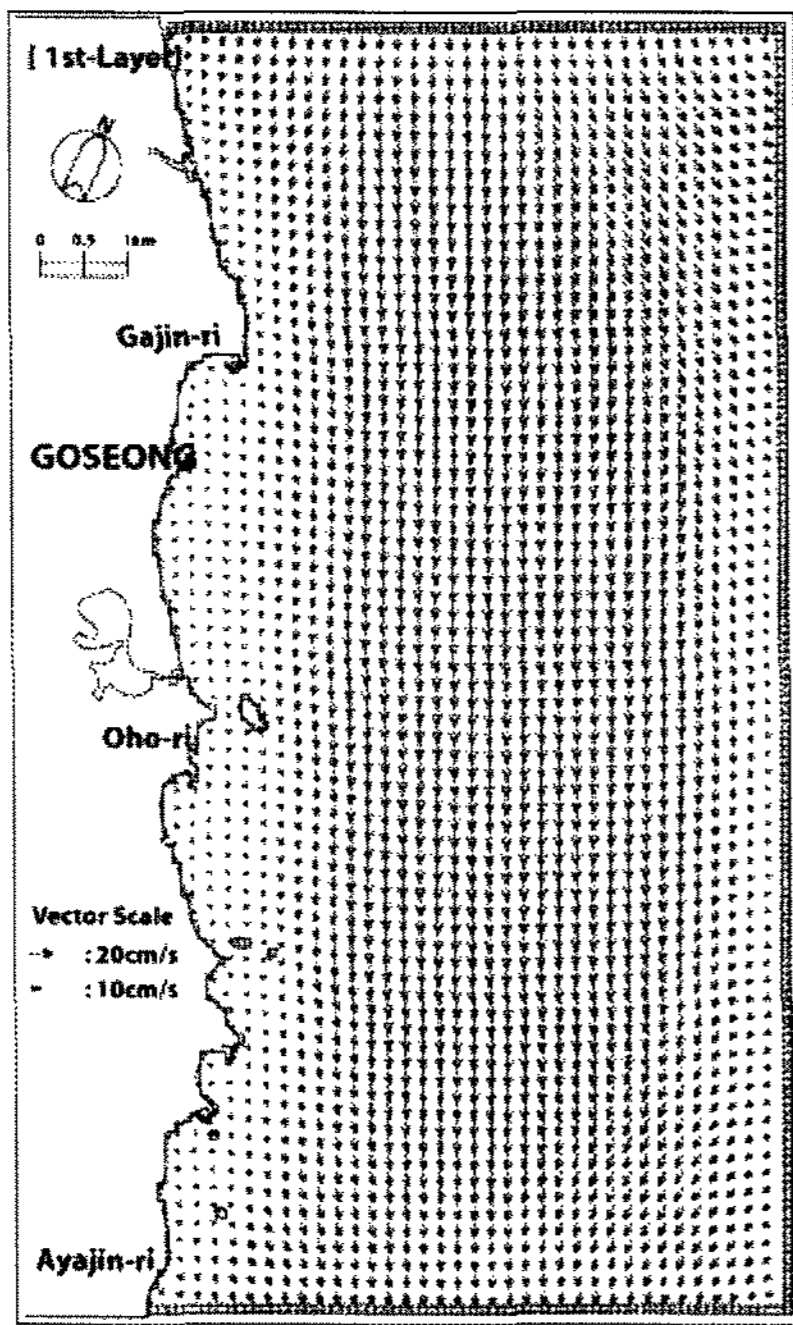 [ 1st-Layer]
N
0 0.5 1km
Gajin-ri
GOSEONG
Oho-ri
Vector Scale
: 20cm/s
: 10cm/s
Ayajin-ri